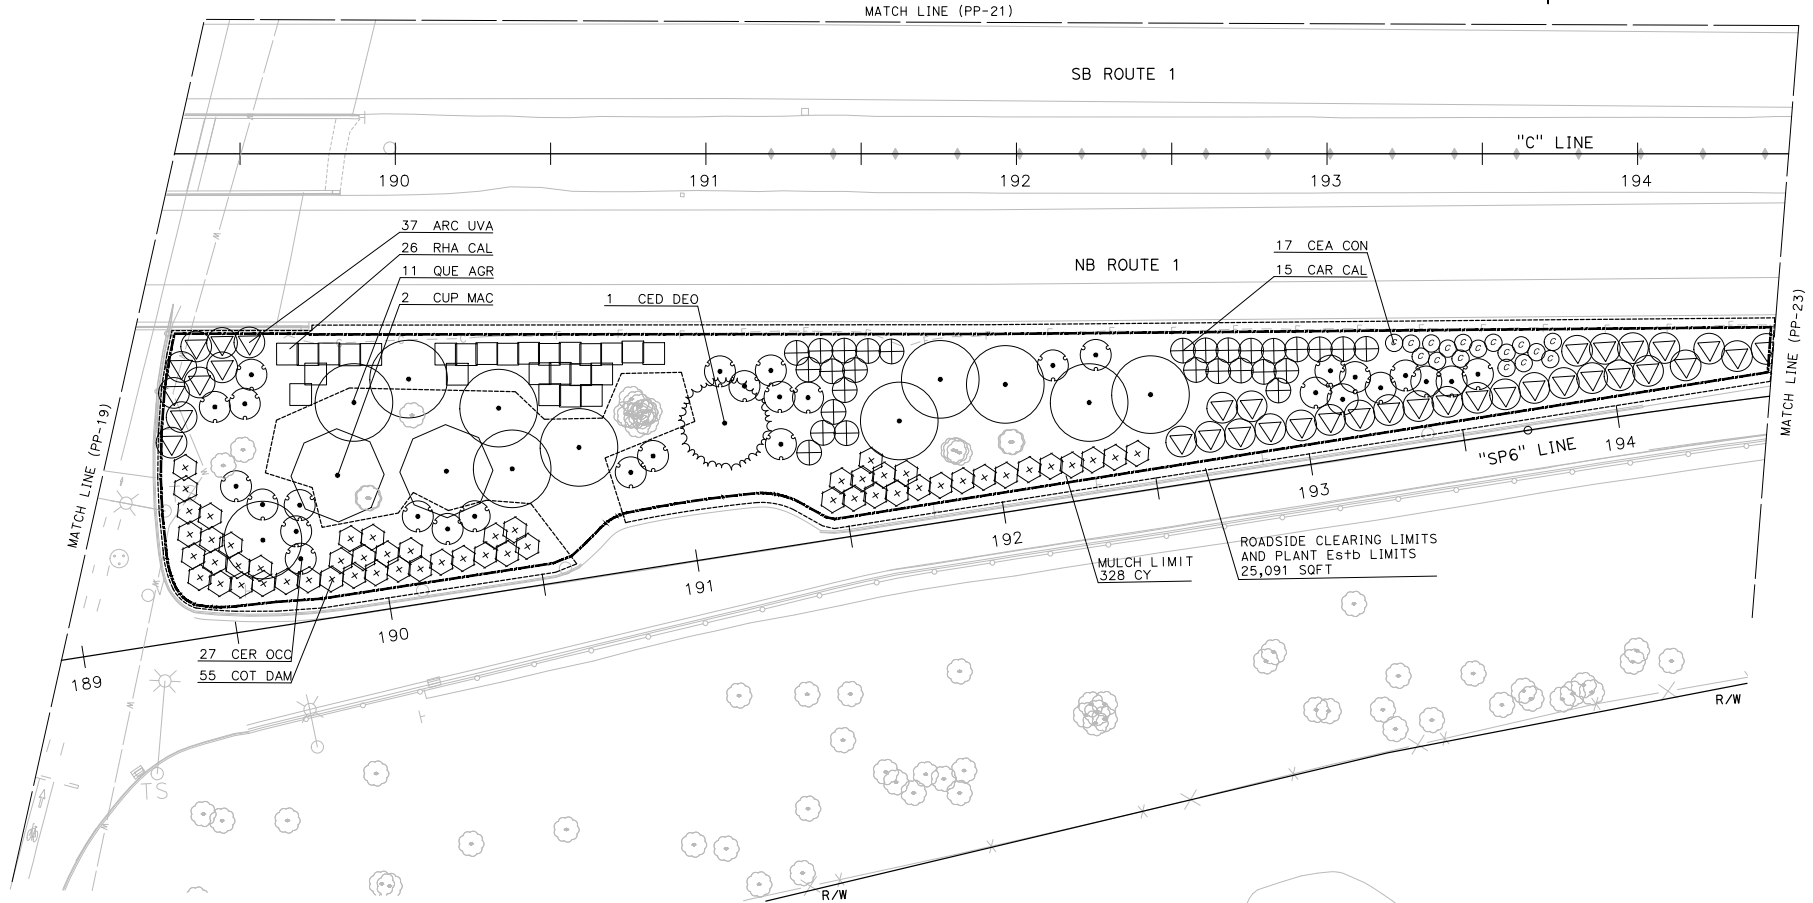 MATCH LINE (PP-21)
SB ROUTE 1
"C" LINE
190
191
192
193
194
37 ARC UVA
26 RHA CAL
11 QUE AGR
2 CUP MAC
1 CED DEO
NB ROUTE 1
17 CEA CON
15 CAR CAL
MATCH LINE (PP-23)
MATCH LINE (PP-19)
"SP6" LINE
194
193
192
191
190
189
MULCH LIMIT
328 CY
ROADSIDE CLEARING LIMITS
AND PLANT Estb LIMITS
25,091 SQFT
27 CER OCC
55 COT DAM
TS
R/W
R/W